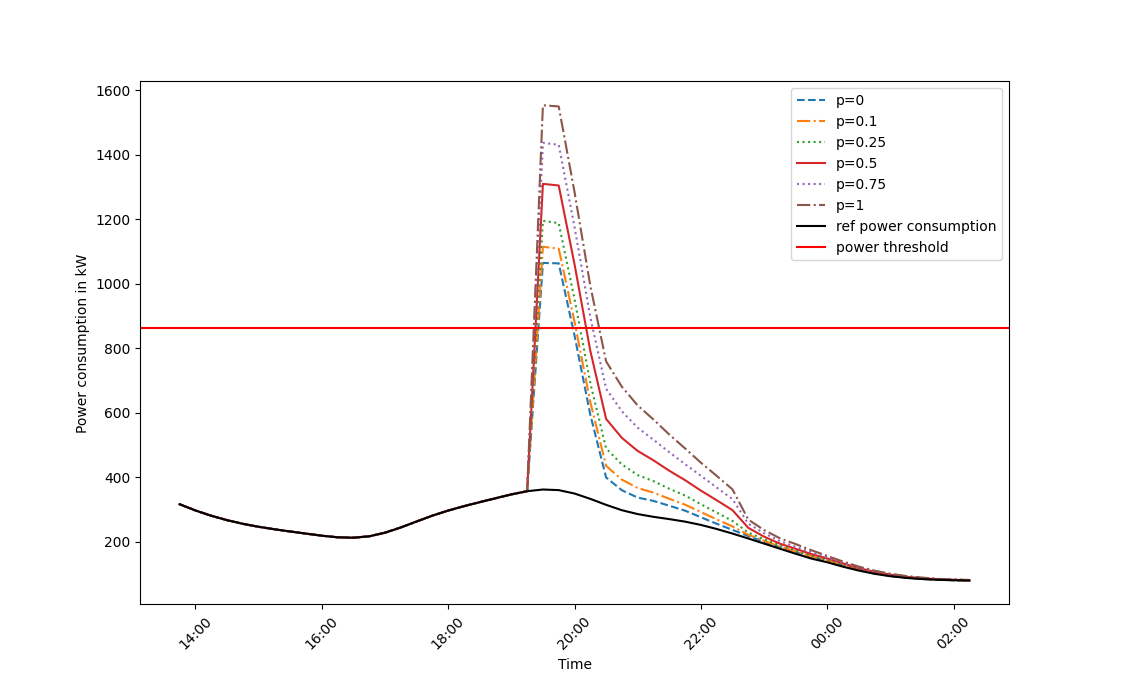 1600
1400
1200
1000
800
600
400
200
Power consumption in kW
p=0
p=0.1
p=0.25
p=0.5
p=0.75
p=1
ref power consumption
power threshold
14:00
16:00
18:00
20:00
22:00
00:00
02:00
Time